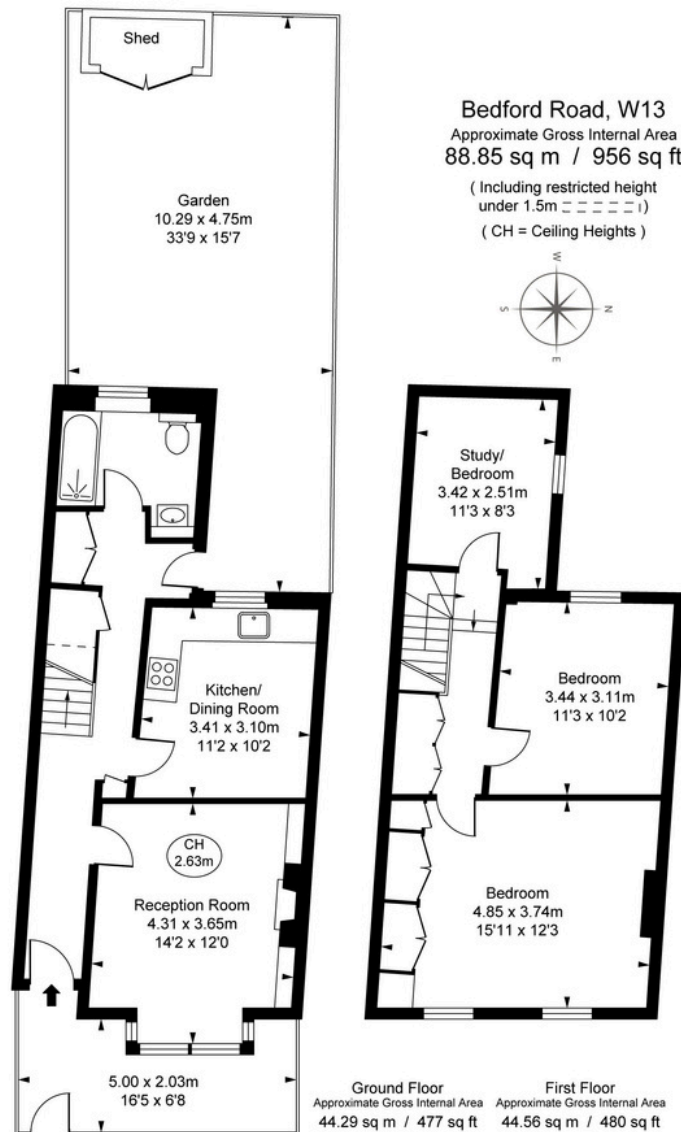 Shed
Bedford Road, W13
Approximate Gross Internal Area
88.85 sq m / 956 sq ft
( Including restricted height
under 1.5m )
( CH = Ceiling Heights )
W
S
N
E
Garden
10.29 x 4.75m
33'9 x 15'7
Study/
Bedroom
3.42 x 2.51m
11'3 x 8'3
Kitchen/
Dining Room
3.41 x 3.10m
11'2 x 10'2
Bedroom
3.44 x 3.11m
11'3 x 10'2
CH
2.63m
Reception Room
4.31 x 3.65m
14'2 x 12'0
Bedroom
4.85 x 3.74m
15'11 x 12'3
5.00 x 2.03m
16'5 x 6'8
Ground Floor
Approximate Gross Internal Area
44.29 sq m / 477 sq ft
First Floor
Approximate Gross Internal Area
44.56 sq m / 480 sq ft